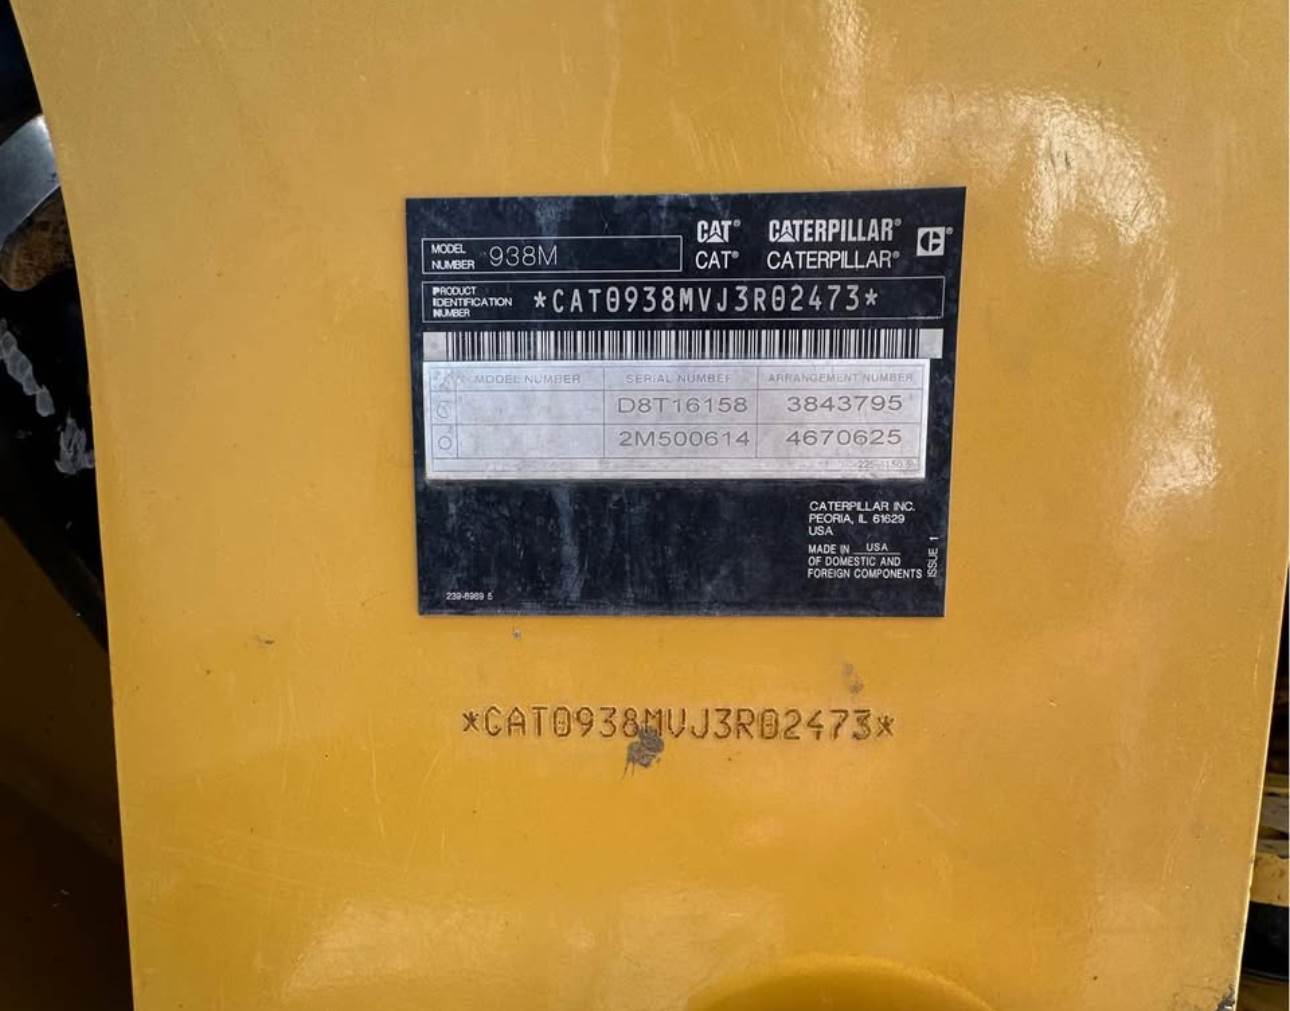 CAT® CATERPILLAR®
MODEL NUMBER 938M CAT® CATERPILLAR®
PRODUCT IDENTIFICATION NUMBER *CAT0938MVJ3R02473*
MODEL NUMBER SERIAL NUMBER ARRANGEMENT NUMBER
D8T16158 3843795
2M500614 4670625
CATERPILLAR INC.
PEORIA, IL 61629
USA
MADE IN USA
OF DOMESTIC AND
FOREIGN COMPONENTS
ISSUE 1
239-8989 5
*CAT0938MVJ3R02473*